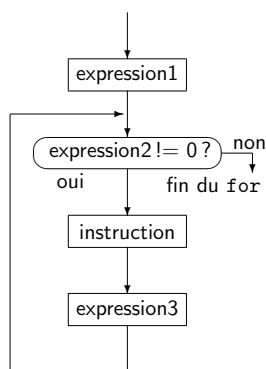 expression1
expression2 != 0 ?
non
oui
fin du for
instruction
expression3